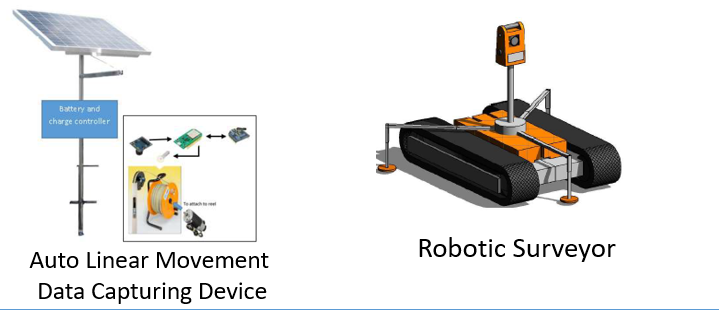 Battery and
charge controller
To attach to reel
Auto Linear Movement
Data Capturing Device
Robotic Surveyor